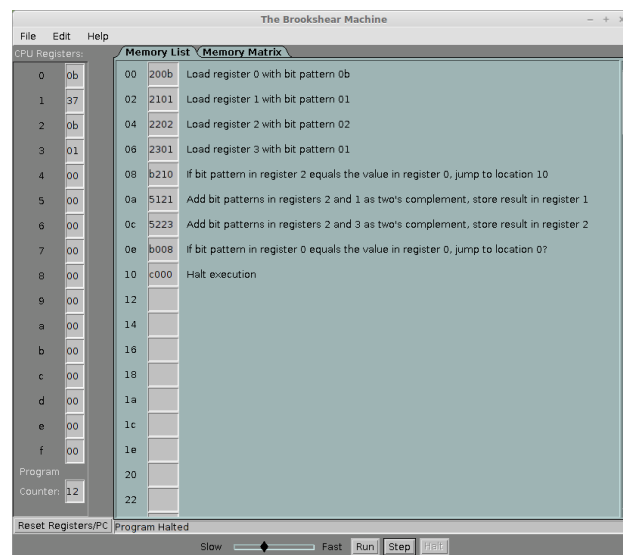 The Brookshear Machine
File Edit Help
CPU Registers: Memory List Memory Matrix
0 0b 00 200b Load register 0 with bit pattern 0b
1 37 02 2101 Load register 1 with bit pattern 01
2 0b 04 2202 Load register 2 with bit pattern 02
3 01 06 2301 Load register 3 with bit pattern 01
4 00 08 b210 If bit pattern in register 2 equals the value in register 0, jump to location 10
5 00 0a 5121 Add bit patterns in registers 2 and 1 as two's complement, store result in register 1
6 00 0c 5223 Add bit patterns in registers 2 and 3 as two's complement, store result in register 2
7 00 0e b008 If bit pattern in register 0 equals the value in register 0, jump to location 0?
8 00 10 c000 Halt execution
9 00 12
a 00 14
b 00 16
c 00 18
d 00 1a
e 00 1c
f 00 1e
Program 20
Counter: 12 22
Reset Registers/PC Program Halted
Slow Fast Run Step Halt